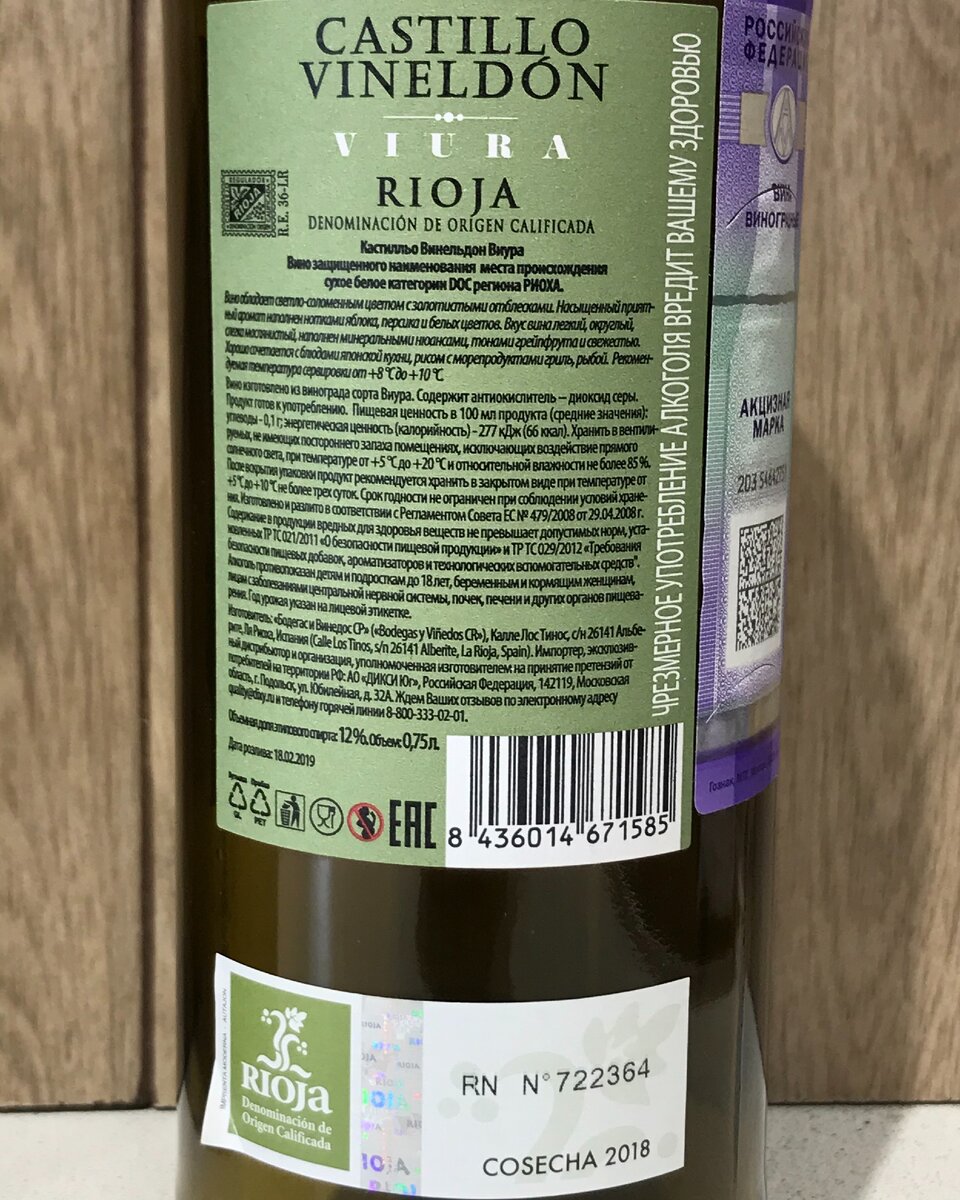 CASTILLO
VINELDÓN
VIURA
RIOJA
DENOMINACIÓN DE ORIGEN CALIFICADA
REGULADOR
RIOJA
R.E. 36-LR
Кастилльо Винельдон Виура
Вино защищенного наименования места происхождения
сухое белое категории DOC региона РИОХА.
Вино обладает светло-соломенным цветом с золотистыми отблесками. Насыщенный прият-
ный аромат наполнен нотками яблока, персика и белых цветов. Вкус вина легкий, округлый,
слегка маслянистый, наполнен минеральными нюансами, тонами грейпфрута и свежестью.
Хорошо сочетается с блюдами японской кухни, рисом с морепродуктами гриль, рыбой. Рекомен-
дуемая температура сервировки от +8 °C до +10 °C.
Вино изготовлено из винограда сорта Виура. Содержит антиокислитель – диоксид серы.
Продукт готов к употреблению. Пищевая ценность в 100 мл продукта (средние значения):
углеводы - 0,1 г; энергетическая ценность (калорийность) - 277 кДж (66 ккал). Хранить в вентили-
руемых, не имеющих постороннего запаха помещениях, исключающих воздействие прямого
солнечного света, при температуре от +5 °C до +20 °C и относительной влажности не более 85 %.
После вскрытия упаковки продукт рекомендуется хранить в закрытом виде при температуре от
+5 °C до +10 °C не более трех суток. Срок годности не ограничен при соблюдении условий хране-
ния. Изготовлено и разлито в соответствии с Регламентом Совета ЕС № 479/2008 от 29.04.2008 г.
Содержание в продукции вредных для здоровья веществ не превышает допустимых норм, уста-
новленных ТР ТС 021/2011 «О безопасности пищевой продукции» и ТР ТС 029/2012 «Требования
безопасности пищевых добавок, ароматизаторов и технологических вспомогательных средств".
Алкоголь противопоказан детям и подросткам до 18 лет, беременным и кормящим женщинам,
лицам с заболеваниями центральной нервной системы, почек, печени и других органов пищева-
рения. Год урожая указан на лицевой этикетке.
Изготовитель: «Бодегас и Винедос СР» («Bodegas y Viñedos CR»), Калле Лос Тинос, с/н 26141 Альбе-
рите, Ля Риоха, Испания (Calle Los Tinos, s/n 26141 Alberite, La Rioja, Spain). Импортер, эксклюзив-
ный дистрибьютор и организация, уполномоченная изготовителем на принятие претензий от
потребителей на территории РФ: АО «ДИКСИ Юг», Российская Федерация, 142119, Московская
область, г. Подольск, ул. Юбилейная, д. 32А. Ждем Ваших отзывов по электронному адресу
quality@dixy.ru и телефону горячей линии 8-800-333-02-01.
Объемная доля этилового спирта: 12%. Объем: 0,75 л.
Дата розлива: 18.02.2019
Бутылка Пробка
GL PET
EAC
8 436014 671585
ЧРЕЗМЕРНОЕ УПОТРЕБЛЕНИЕ АЛКОГОЛЯ ВРЕДИТ ВАШЕМУ ЗДОРОВЬЮ
АКЦИЗНАЯ
МАРКА
IMPRENTA MODERNA
RIOJA
Denominación de
Origen Calificada
RN N° 722364
COSECHA 2018